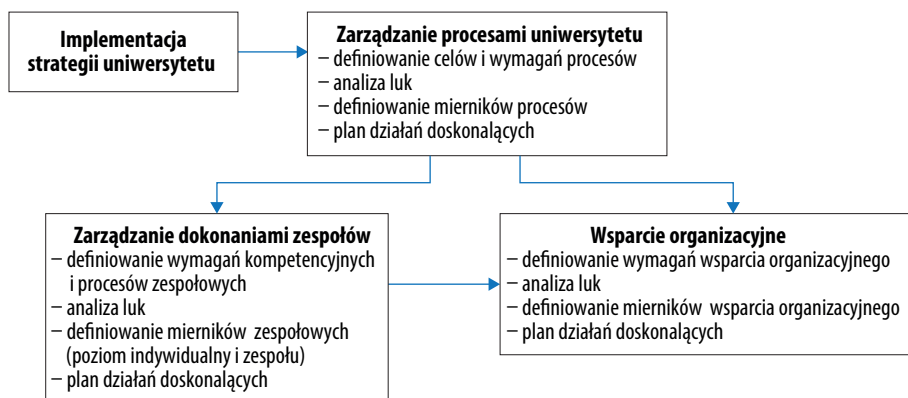 Implementacja
strategii uniwersytetu
Zarządzanie procesami uniwersytetu
– definiowanie celów i wymagań procesów
– analiza luk
– definiowanie mierników procesów
– plan działań doskonalących
Zarządzanie dokonaniami zespołów
– definiowanie wymagań kompetencyjnych
i procesów zespołowych
– analiza luk
– definiowanie mierników zespołowych
(poziom indywidualny i zespołu)
– plan działań doskonalących
Wsparcie organizacyjne
– definiowanie wymagań wsparcia organizacyjnego
– analiza luk
– definiowanie mierników wsparcia organizacyjnego
– plan działań doskonalących